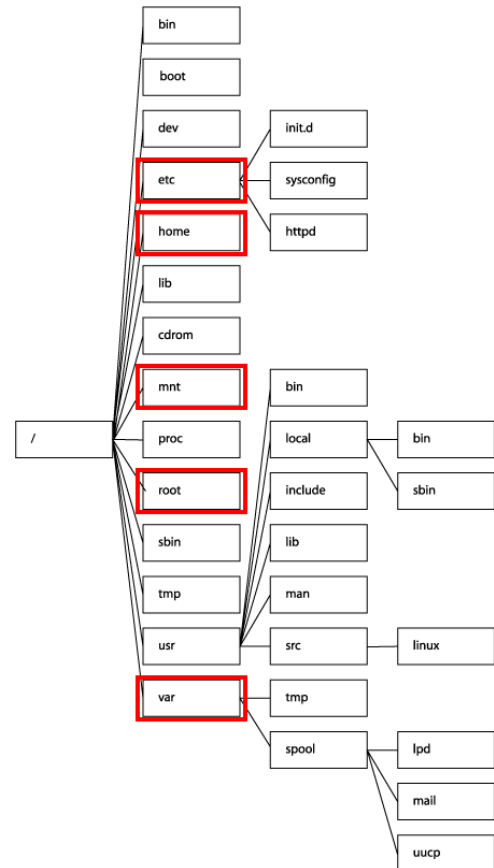 bin
boot
dev
init.d
etc
sysconfig
home
httpd
lib
cdrom
mnt
bin
/
proc
local
bin
root
include
sbin
sbin
lib
tmp
man
usr
src
linux
var
tmp
spool
lpd
mail
uucp